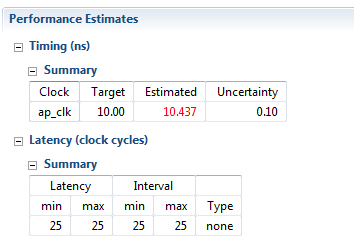 Performance Estimates
Timing (ns)
Summary
Clock Target Estimated Uncertainty
ap_clk 10.00 10.437 0.10
Latency (clock cycles)
Summary
Latency Interval
min max min max Type
25 25 25 25 none